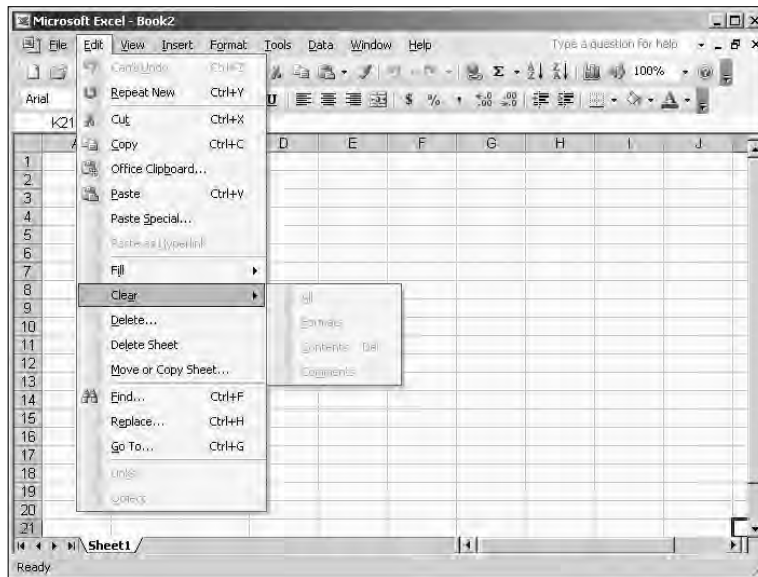 Microsoft Excel - Book2
File Edit View Insert Format Tools Data Window Help Type a question for help
Σ 100%
Arial U $ % ,
K21
D E F G H I J
1
2
3
4
5
6
7
8
9
10
11
12
13
14
15
16
17
18
19
20
21
Can't Undo Ctrl+Z
Repeat New Ctrl+Y
Cut Ctrl+X
Copy Ctrl+C
Office Clipboard...
Paste Ctrl+V
Paste Special...
Paste as Hyperlink
Fill
Clear
All
Formats
Contents Del
Comments
Delete...
Delete Sheet
Move or Copy Sheet...
Find... Ctrl+F
Replace... Ctrl+H
Go To... Ctrl+G
Links
Object
Sheet1
Ready